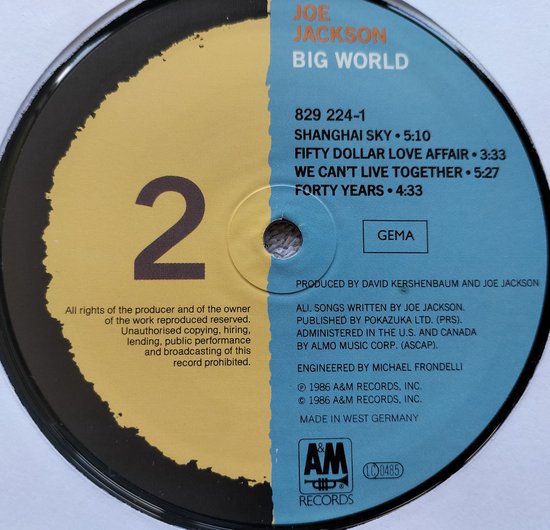 JOE
JACKSON
BIG WORLD
829 224-1
SHANGHAI SKY • 5:10
FIFTY DOLLAR LOVE AFFAIR • 3:33
WE CAN'T LIVE TOGETHER • 5:27
FORTY YEARS • 4:33
2
GEMA
PRODUCED BY DAVID KERSHENBAUM AND JOE JACKSON
All rights of the producer and of the owner
of the work reproduced reserved.
Unauthorised copying, hiring,
lending, public performance
and broadcasting of this
record prohibited.
ALL SONGS WRITTEN BY JOE JACKSON.
PUBLISHED BY POKAZUKA LTD. (PRS).
ADMINISTERED IN THE U.S. AND CANADA
BY ALMO MUSIC CORP. (ASCAP).
ENGINEERED BY MICHAEL FRONDELLI
℗ 1986 A&M RECORDS, INC.
© 1986 A&M RECORDS, INC.
MADE IN WEST GERMANY
A&M
RECORDS
LC 0485